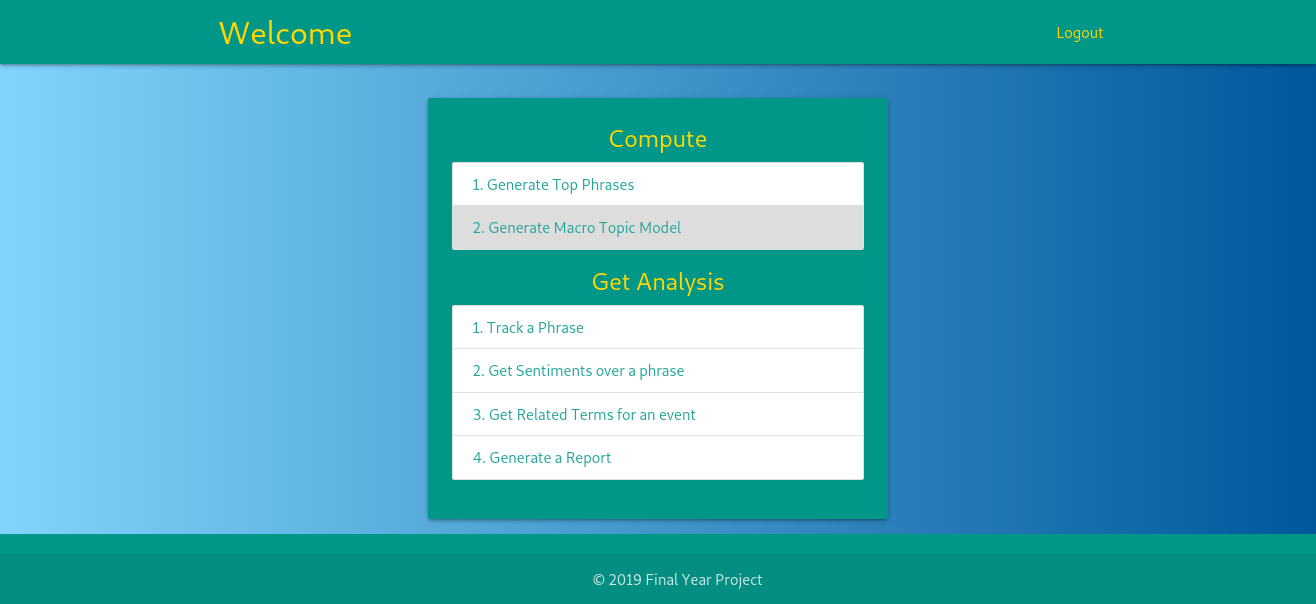 Welcome
Logout
Compute
1. Generate Top Phrases
2. Generate Macro Topic Model
Get Analysis
1. Track a Phrase
2. Get Sentiments over a phrase
3. Get Related Terms for an event
4. Generate a Report
© 2019 Final Year Project